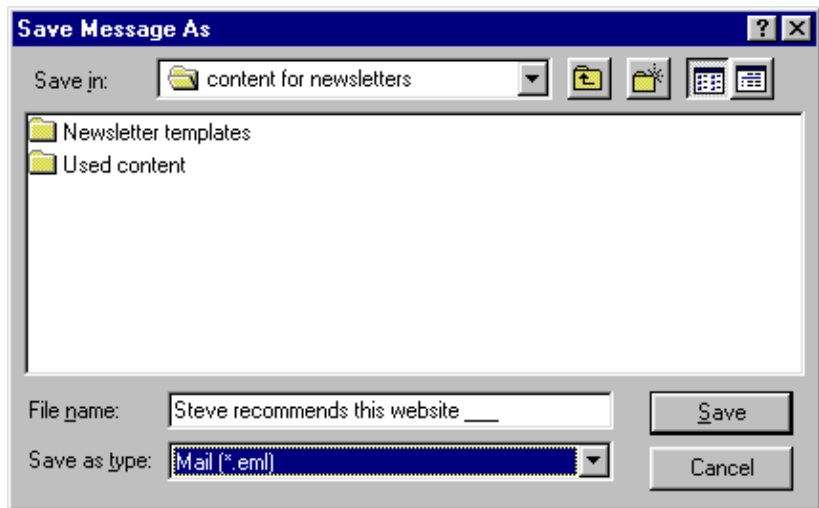 Save Message As
Save in: content for newsletters
Newsletter templates
Used content
File name: Steve recommends this website ___ Save
Save as type: Mail (*.eml) Cancel